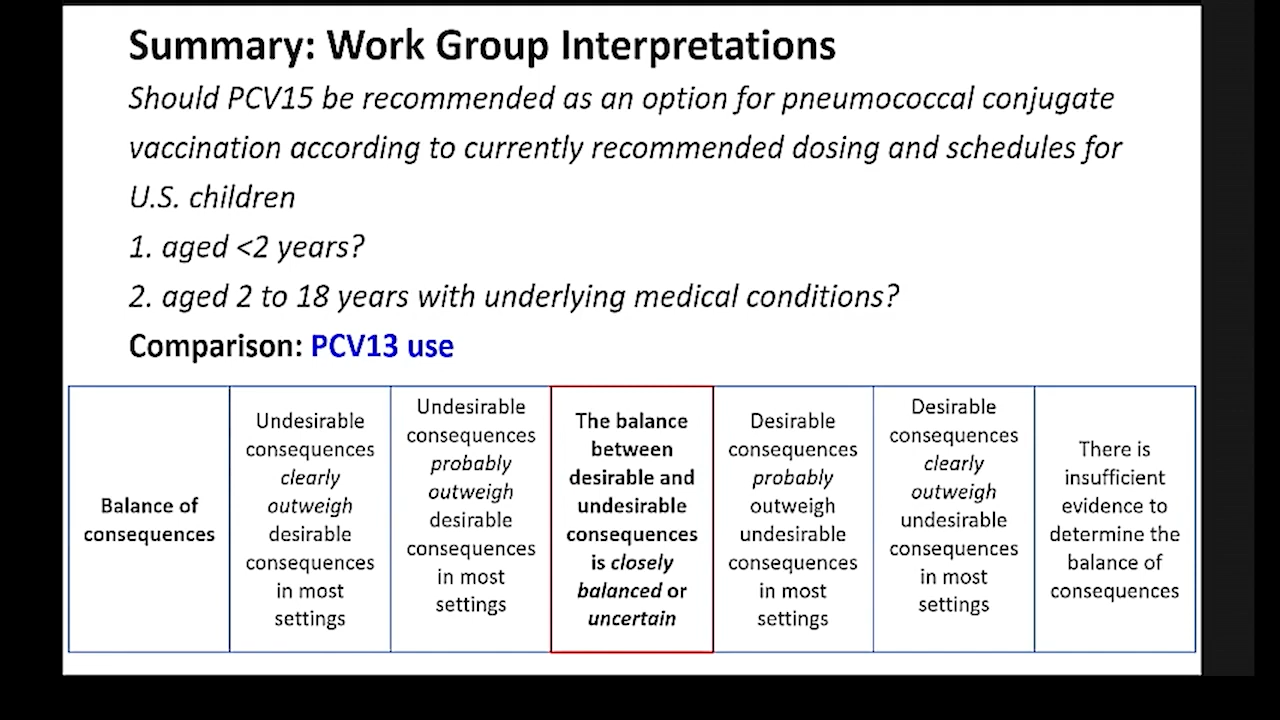 Summary: Work Group Interpretations
Should PCV15 be recommended as an option for pneumococcal conjugate
vaccination according to currently recommended dosing and schedules for
U.S. children
1. aged <2 years?
2. aged 2 to 18 years with underlying medical conditions?
Comparison: PCV13 use
Balance of
consequences
Undesirable
consequences
clearly
outweigh
desirable
consequences
in most
settings
Undesirable
consequences
probably
outweigh
desirable
consequences
in most
settings
The balance
between
desirable and
undesirable
consequences
is closely
balanced or
uncertain
Desirable
consequences
probably
outweigh
undesirable
consequences
in most
settings
Desirable
consequences
clearly
outweigh
undesirable
consequences
in most
settings
There is
insufficient
evidence to
determine the
balance of
consequences